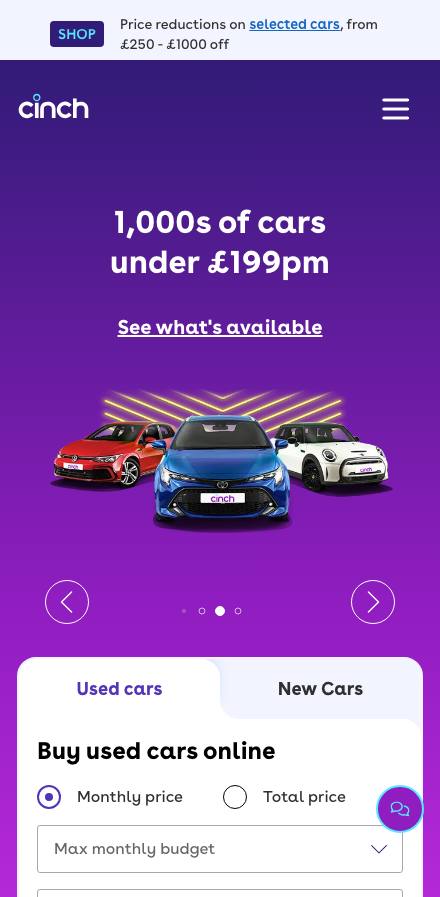 SHOP
Price reductions on selected cars, from
£250 - £1000 off
cinch
1,000s of cars
under £199pm
See what's available
cinch
cinch
cinch
Used cars
New Cars
Buy used cars online
Monthly price
Total price
Max monthly budget